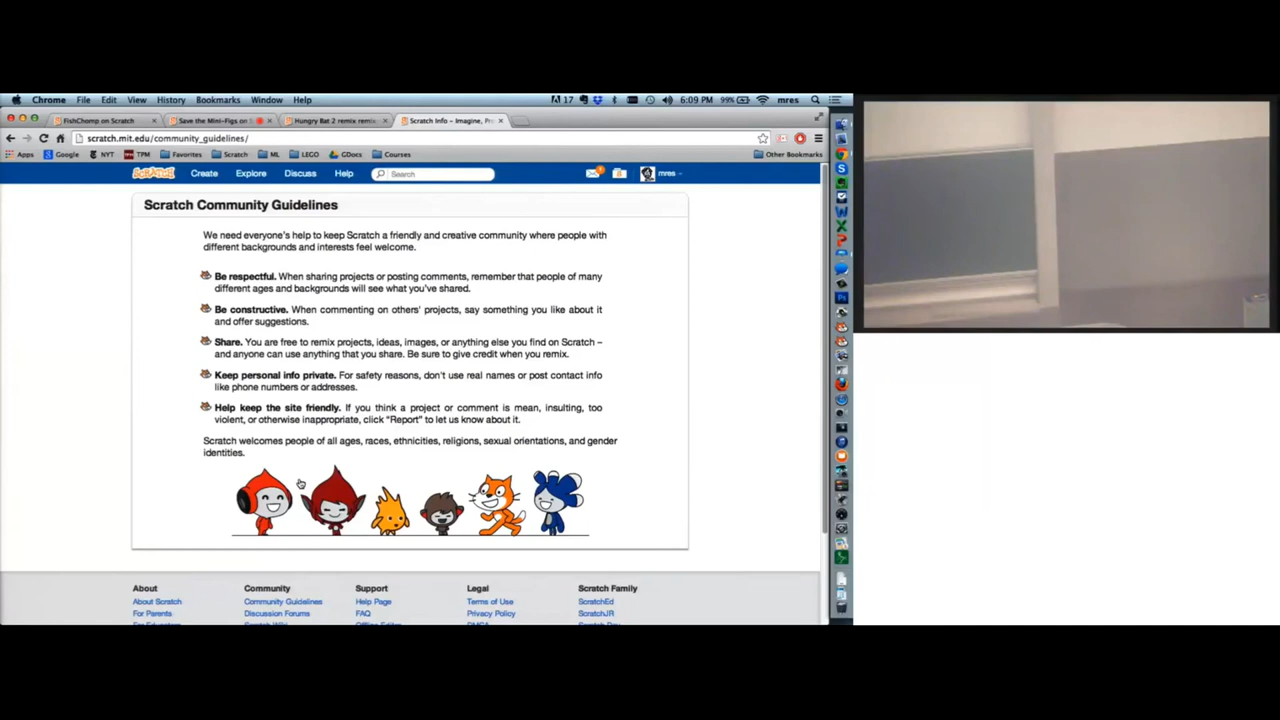 Chrome File Edit View History Bookmarks Window Help 17 6:09 PM 99% mres
FishChomp on Scratch Save the Mini-Figs on S Hungry Bat 2 remix remix Scratch Info – Imagine, Pr
scratch.mit.edu/community_guidelines/
Apps Google NYT TPM Favorites Scratch ML LEGO GDocs Courses Other Bookmarks
SCRATCH Create Explore Discuss Help Search mres
Scratch Community Guidelines
We need everyone's help to keep Scratch a friendly and creative community where people with
different backgrounds and interests feel welcome.
Be respectful. When sharing projects or posting comments, remember that people of many
different ages and backgrounds will see what you've shared.
Be constructive. When commenting on others' projects, say something you like about it
and offer suggestions.
Share. You are free to remix projects, ideas, images, or anything else you find on Scratch –
and anyone can use anything that you share. Be sure to give credit when you remix.
Keep personal info private. For safety reasons, don't use real names or post contact info
like phone numbers or addresses.
Help keep the site friendly. If you think a project or comment is mean, insulting, too
violent, or otherwise inappropriate, click "Report" to let us know about it.
Scratch welcomes people of all ages, races, ethnicities, religions, sexual orientations, and gender
identities.
About Community Support Legal Scratch Family
About Scratch Community Guidelines Help Page Terms of Use ScratchEd
For Parents Discussion Forums FAQ Privacy Policy ScratchJR